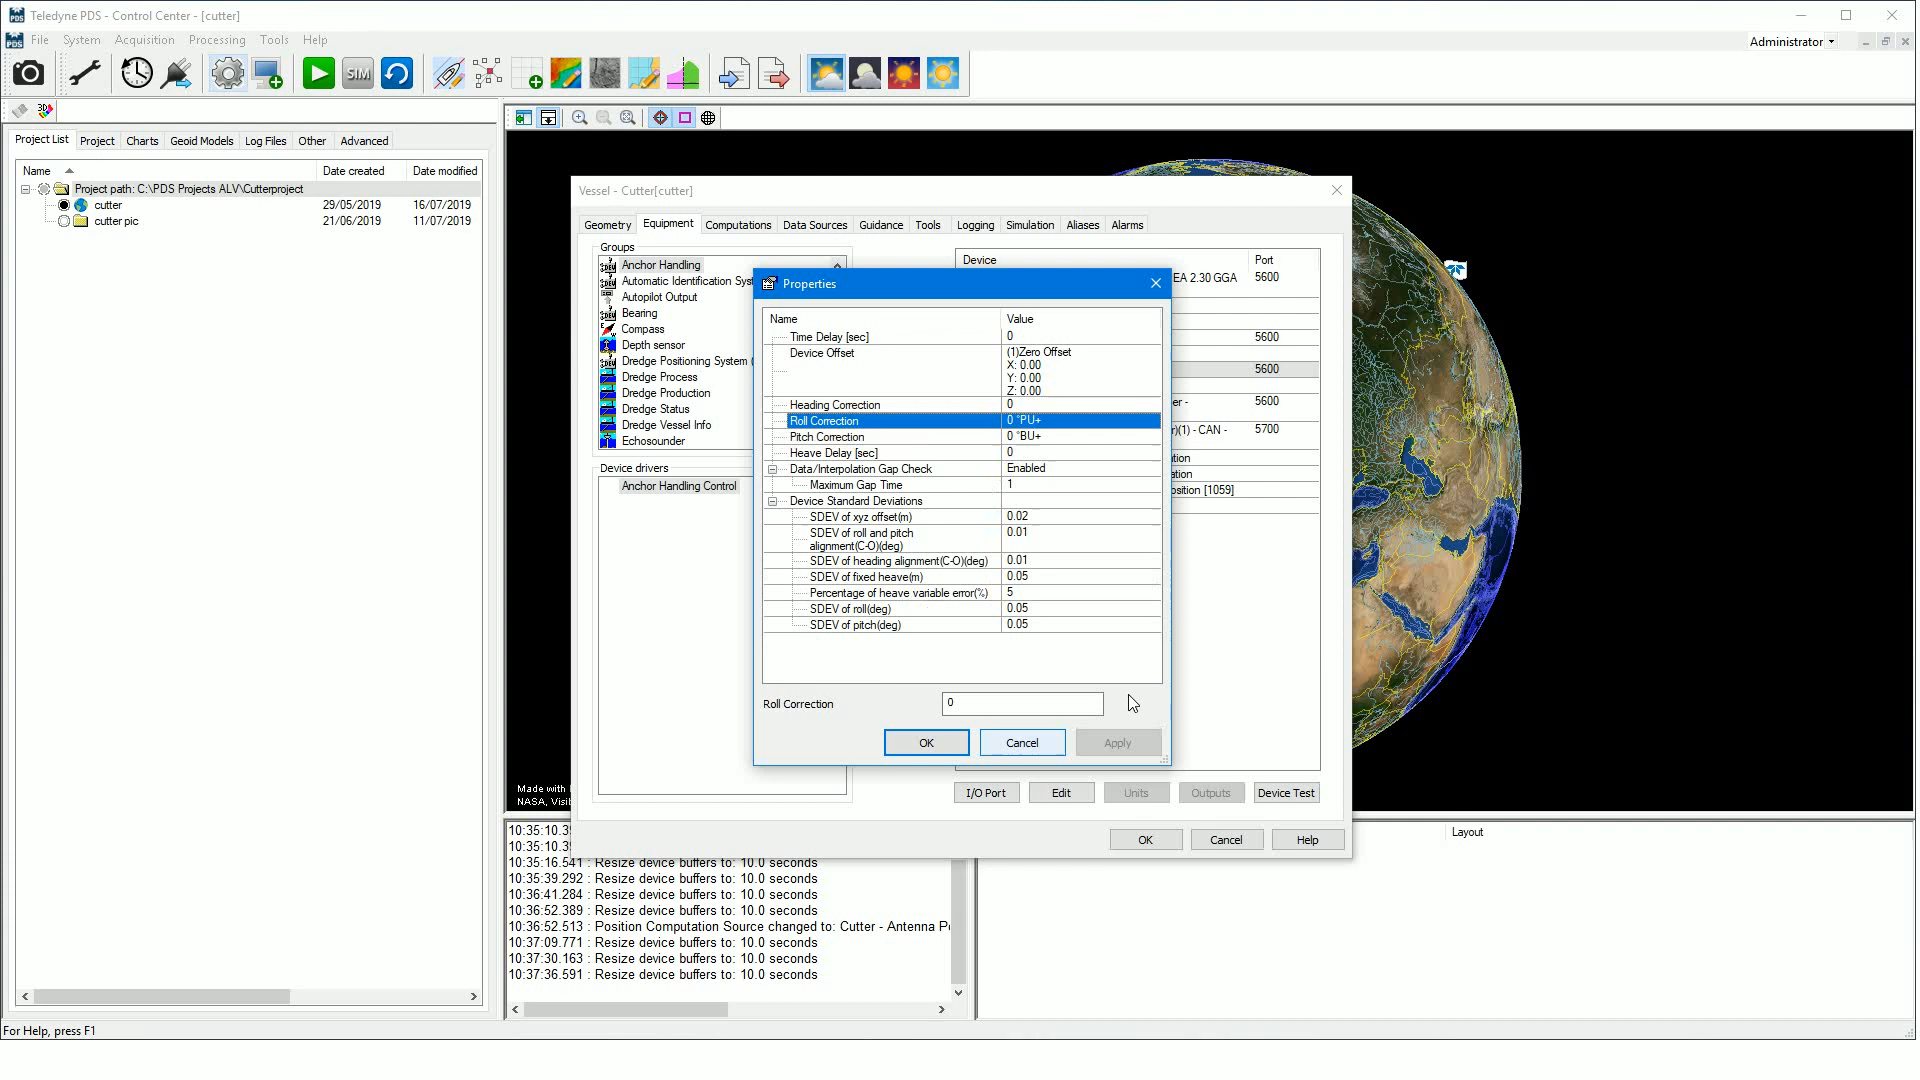 Teledyne PDS - Control Center - [cutter]
File System Acquisition Processing Tools Help
Administrator
SIM
3D
Project List Project Charts Geoid Models Log Files Other Advanced
Name Date created Date modified
Project path: C:\PDS Projects ALV\Cutterproject
cutter 29/05/2019 16/07/2019
cutter pic 21/06/2019 11/07/2019
Vessel - Cutter[cutter]
Geometry Equipment Computations Data Sources Guidance Tools Logging Simulation Aliases Alarms
Groups
Anchor Handling
Automatic Identification Syst
Autopilot Output
Bearing
Compass
Depth sensor
Dredge Positioning System (
Dredge Process
Dredge Production
Dredge Status
Dredge Vessel Info
Echosounder
Device drivers
Anchor Handling Control
Device Port
EA 2.30 GGA 5600
5600
5600
er - 5600
r)(1) - CAN - 5700
tion
ation
osition [1059]
Properties
Name Value
Time Delay [sec] 0
Device Offset (1)Zero Offset
X: 0.00
Y: 0.00
Z: 0.00
Heading Correction 0
Roll Correction 0 °PU+
Pitch Correction 0 °BU+
Heave Delay [sec] 0
Data/Interpolation Gap Check Enabled
Maximum Gap Time 1
Device Standard Deviations
SDEV of xyz offset(m) 0.02
SDEV of roll and pitch alignment(C-O)(deg) 0.01
SDEV of heading alignment(C-O)(deg) 0.01
SDEV of fixed heave(m) 0.05
Percentage of heave variable error(%) 5
SDEV of roll(deg) 0.05
SDEV of pitch(deg) 0.05
Roll Correction 0
OK Cancel Apply
I/O Port Edit Units Outputs Device Test
OK Cancel Help
Made with
NASA, Visib
10:35:10.39
10:35:10.39
10:35:16.541 : Resize device buffers to: 10.0 seconds
10:35:39.292 : Resize device buffers to: 10.0 seconds
10:36:41.284 : Resize device buffers to: 10.0 seconds
10:36:52.389 : Resize device buffers to: 10.0 seconds
10:36:52.513 : Position Computation Source changed to: Cutter - Antenna P
10:37:09.771 : Resize device buffers to: 10.0 seconds
10:37:30.163 : Resize device buffers to: 10.0 seconds
10:37:36.591 : Resize device buffers to: 10.0 seconds
Layout
For Help, press F1